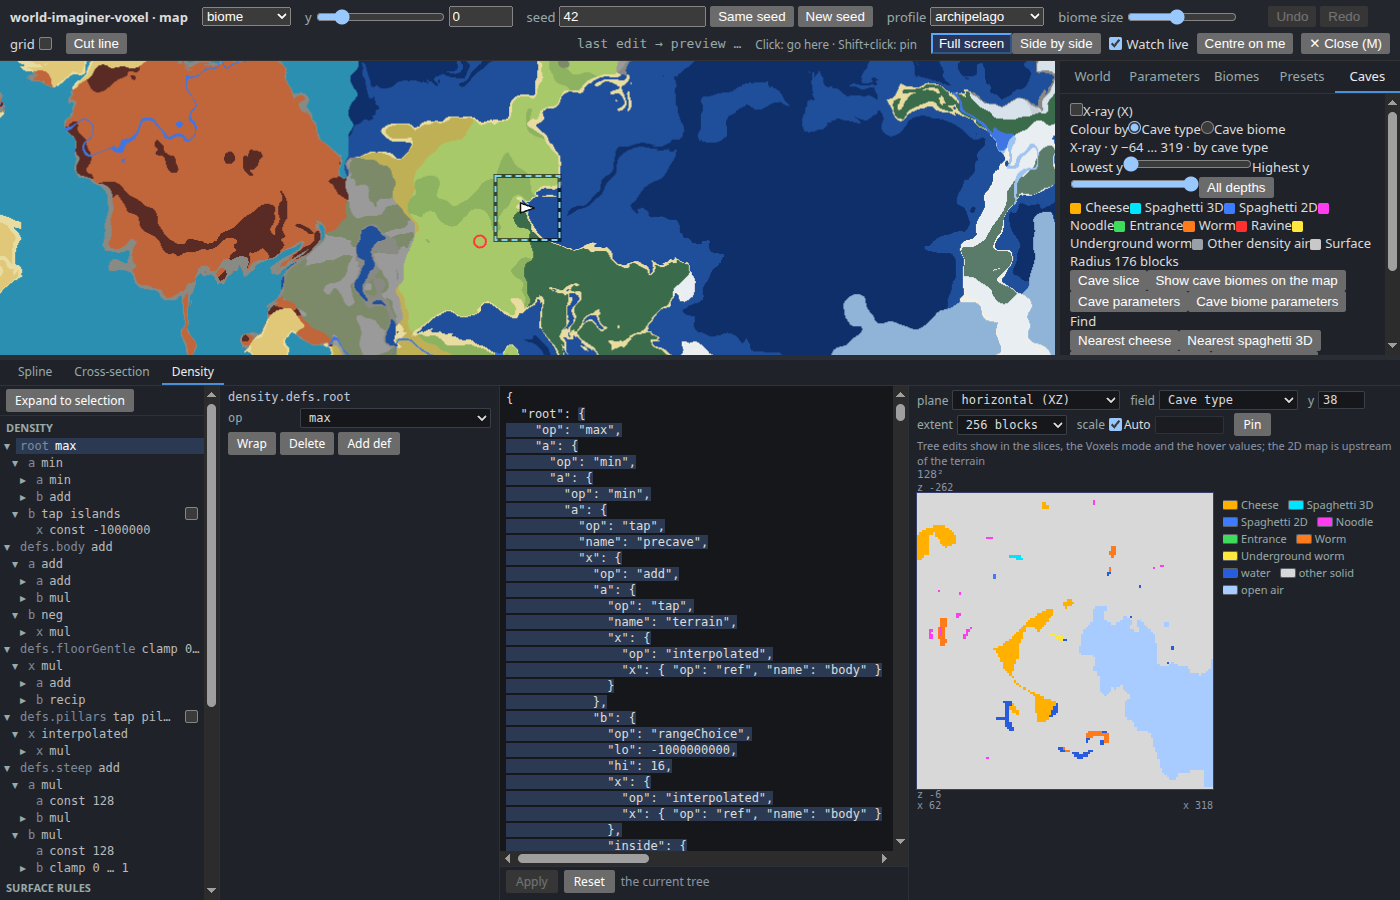 world-imaginer-voxel · map biome y 0 seed 42 Same seed New seed profile archipelago biome size Undo Redo
grid Cut line last edit → preview … Click: go here · Shift+click: pin Full screen Side by side Watch live Centre on me ✕ Close (M)
World Parameters Biomes Presets Caves
X-ray (X)
Colour by Cave type Cave biome
X-ray · y −64 … 319 · by cave type
Lowest y Highest y
All depths
Cheese Spaghetti 3D Spaghetti 2D
Noodle Entrance Worm Ravine
Underground worm Other density air Surface
Radius 176 blocks
Cave slice Show cave biomes on the map
Cave parameters Cave biome parameters
Find
Nearest cheese Nearest spaghetti 3D
Spline Cross-section Density
Expand to selection
DENSITY
▾ root max
▾ a min
▸ a min
▸ b add
▾ b tap islands
x const -1000000
▾ defs.body add
▾ a add
▸ a add
▸ b mul
▾ b neg
▸ x mul
▾ defs.floorGentle clamp 0…
▾ x mul
▸ a add
▸ b recip
▾ defs.pillars tap pil…
▾ x interpolated
▸ x mul
▾ defs.steep add
▾ a mul
a const 128
▸ b mul
▾ b mul
a const 128
▸ b clamp 0 … 1
SURFACE RULES
density.defs.root
op max
Wrap Delete Add def
{
"root": {
"op": "max",
"a": {
"op": "min",
"a": {
"op": "min",
"a": {
"op": "tap",
"name": "precave",
"x": {
"op": "add",
"a": {
"op": "tap",
"name": "terrain",
"x": {
"op": "interpolated",
"x": { "op": "ref", "name": "body" }
}
},
"b": {
"op": "rangeChoice",
"lo": -1000000000,
"hi": 16,
"x": {
"op": "interpolated",
"x": { "op": "ref", "name": "body" }
},
"inside": {
Apply Reset the current tree
plane horizontal (XZ) field Cave type y 38
extent 256 blocks scale Auto Pin
Tree edits show in the slices, the Voxels mode and the hover values; the 2D map is upstream
of the terrain
128²
z -262
Cheese Spaghetti 3D
Spaghetti 2D Noodle
Entrance Worm
Underground worm
water other solid
open air
z -6
x 62 x 318